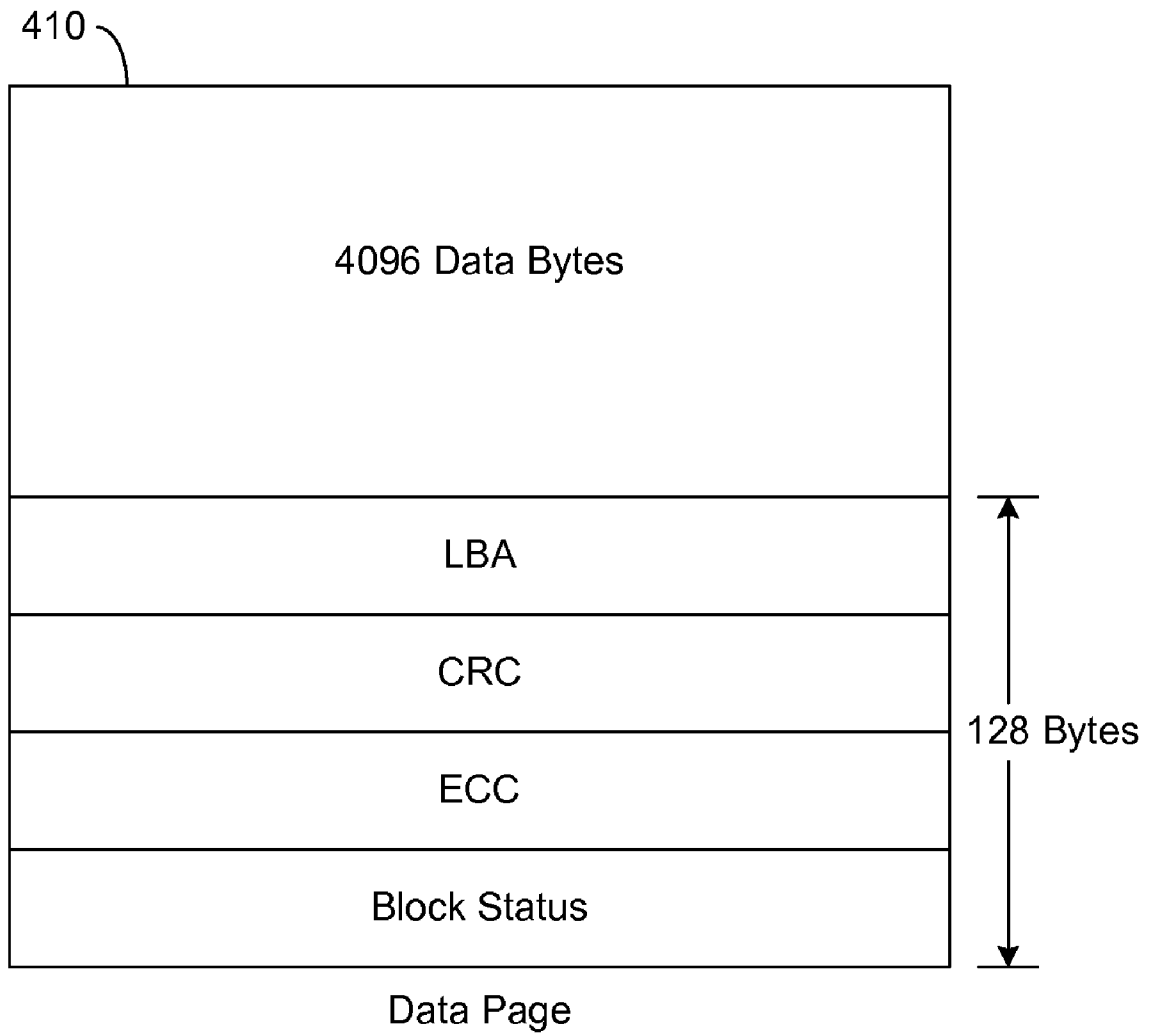 410
4096 Data Bytes
LBA
CRC
128 Bytes
ECC
Block Status
Data Page